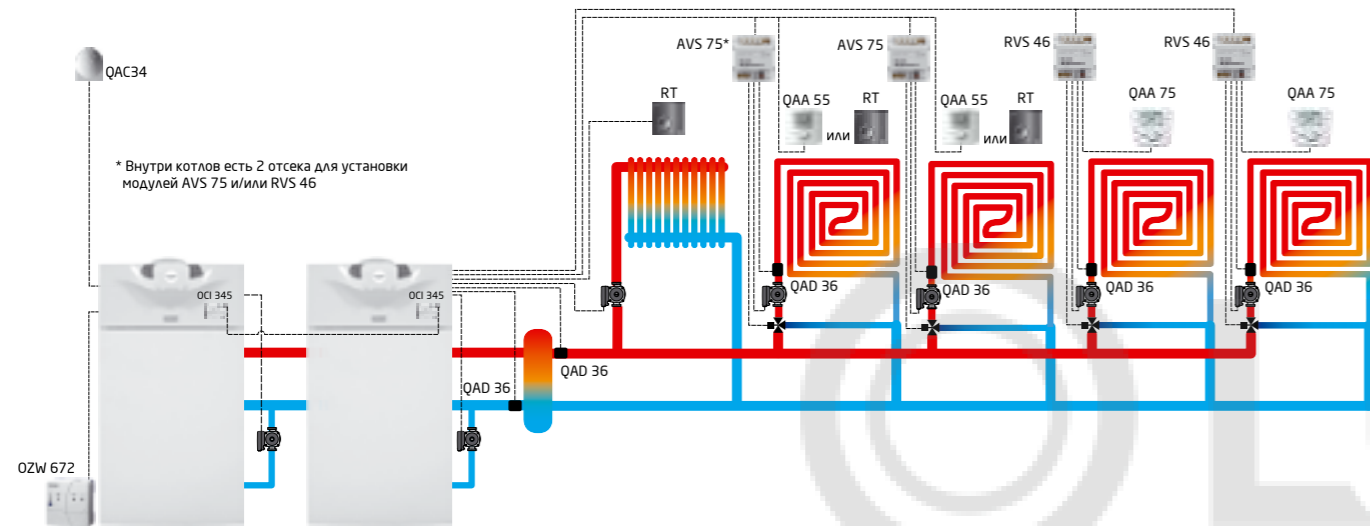 AVS 75*
AVS 75
RVS 46
RVS 46
QAC34
RT
QAA 55
RT
QAA 55
RT
QAA 75
QAA 75
или
или
* Внутри котлов есть 2 отсека для установки
модулей AVS 75 и/или RVS 46
QAD 36
QAD 36
QAD 36
QAD 36
OCI 345
OCI 345
QAD 36
QAD 36
OZW 672